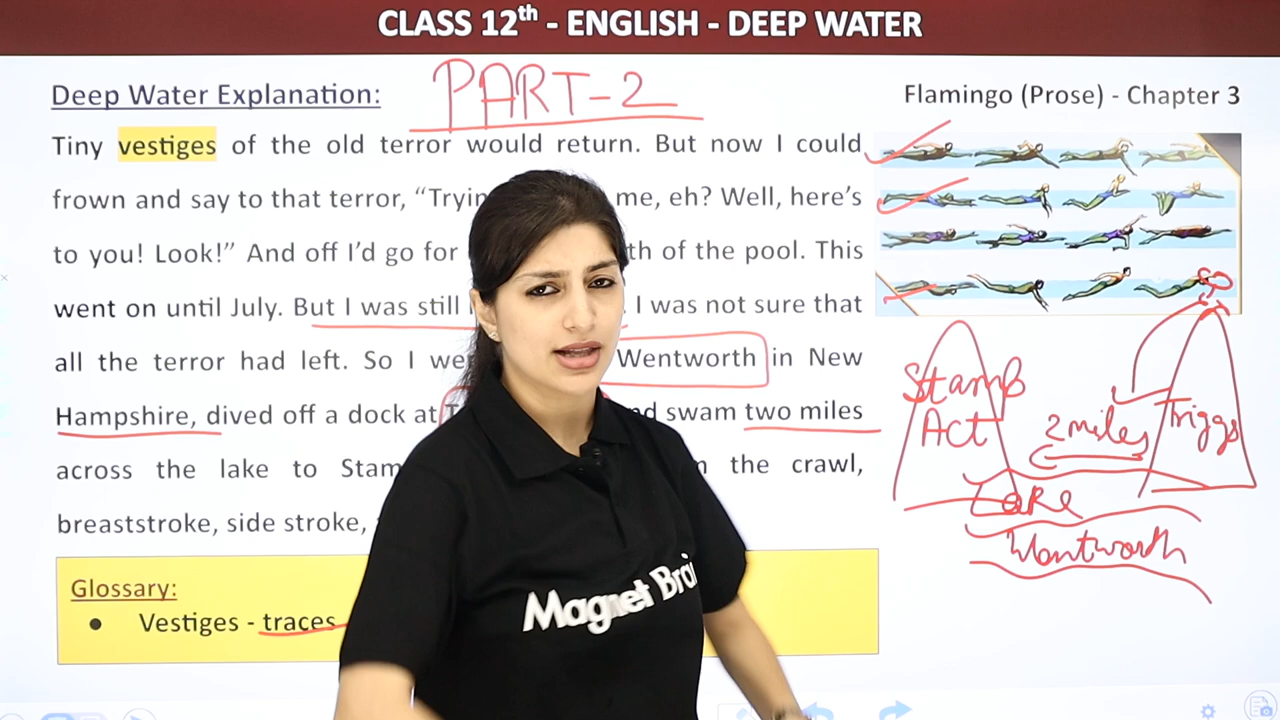 CLASS 12th - ENGLISH - DEEP WATER
Deep Water Explanation:
PART-2
Flamingo (Prose) - Chapter 3
Tiny vestiges of the old terror would return. But now I could
frown and say to that terror, “Tryin me, eh? Well, here’s
to you! Look!” And off I’d go for th of the pool. This
went on until July. But I was still I was not sure that
all the terror had left. So I we Wentworth in New
Hampshire, dived off a dock at T nd swam two miles
across the lake to Stam the crawl,
breaststroke, side stroke,
Stamp
Act
2 miles
Triggs
Lake
Wentworth
Glossary:
● Vestiges - traces
Magnet Brai